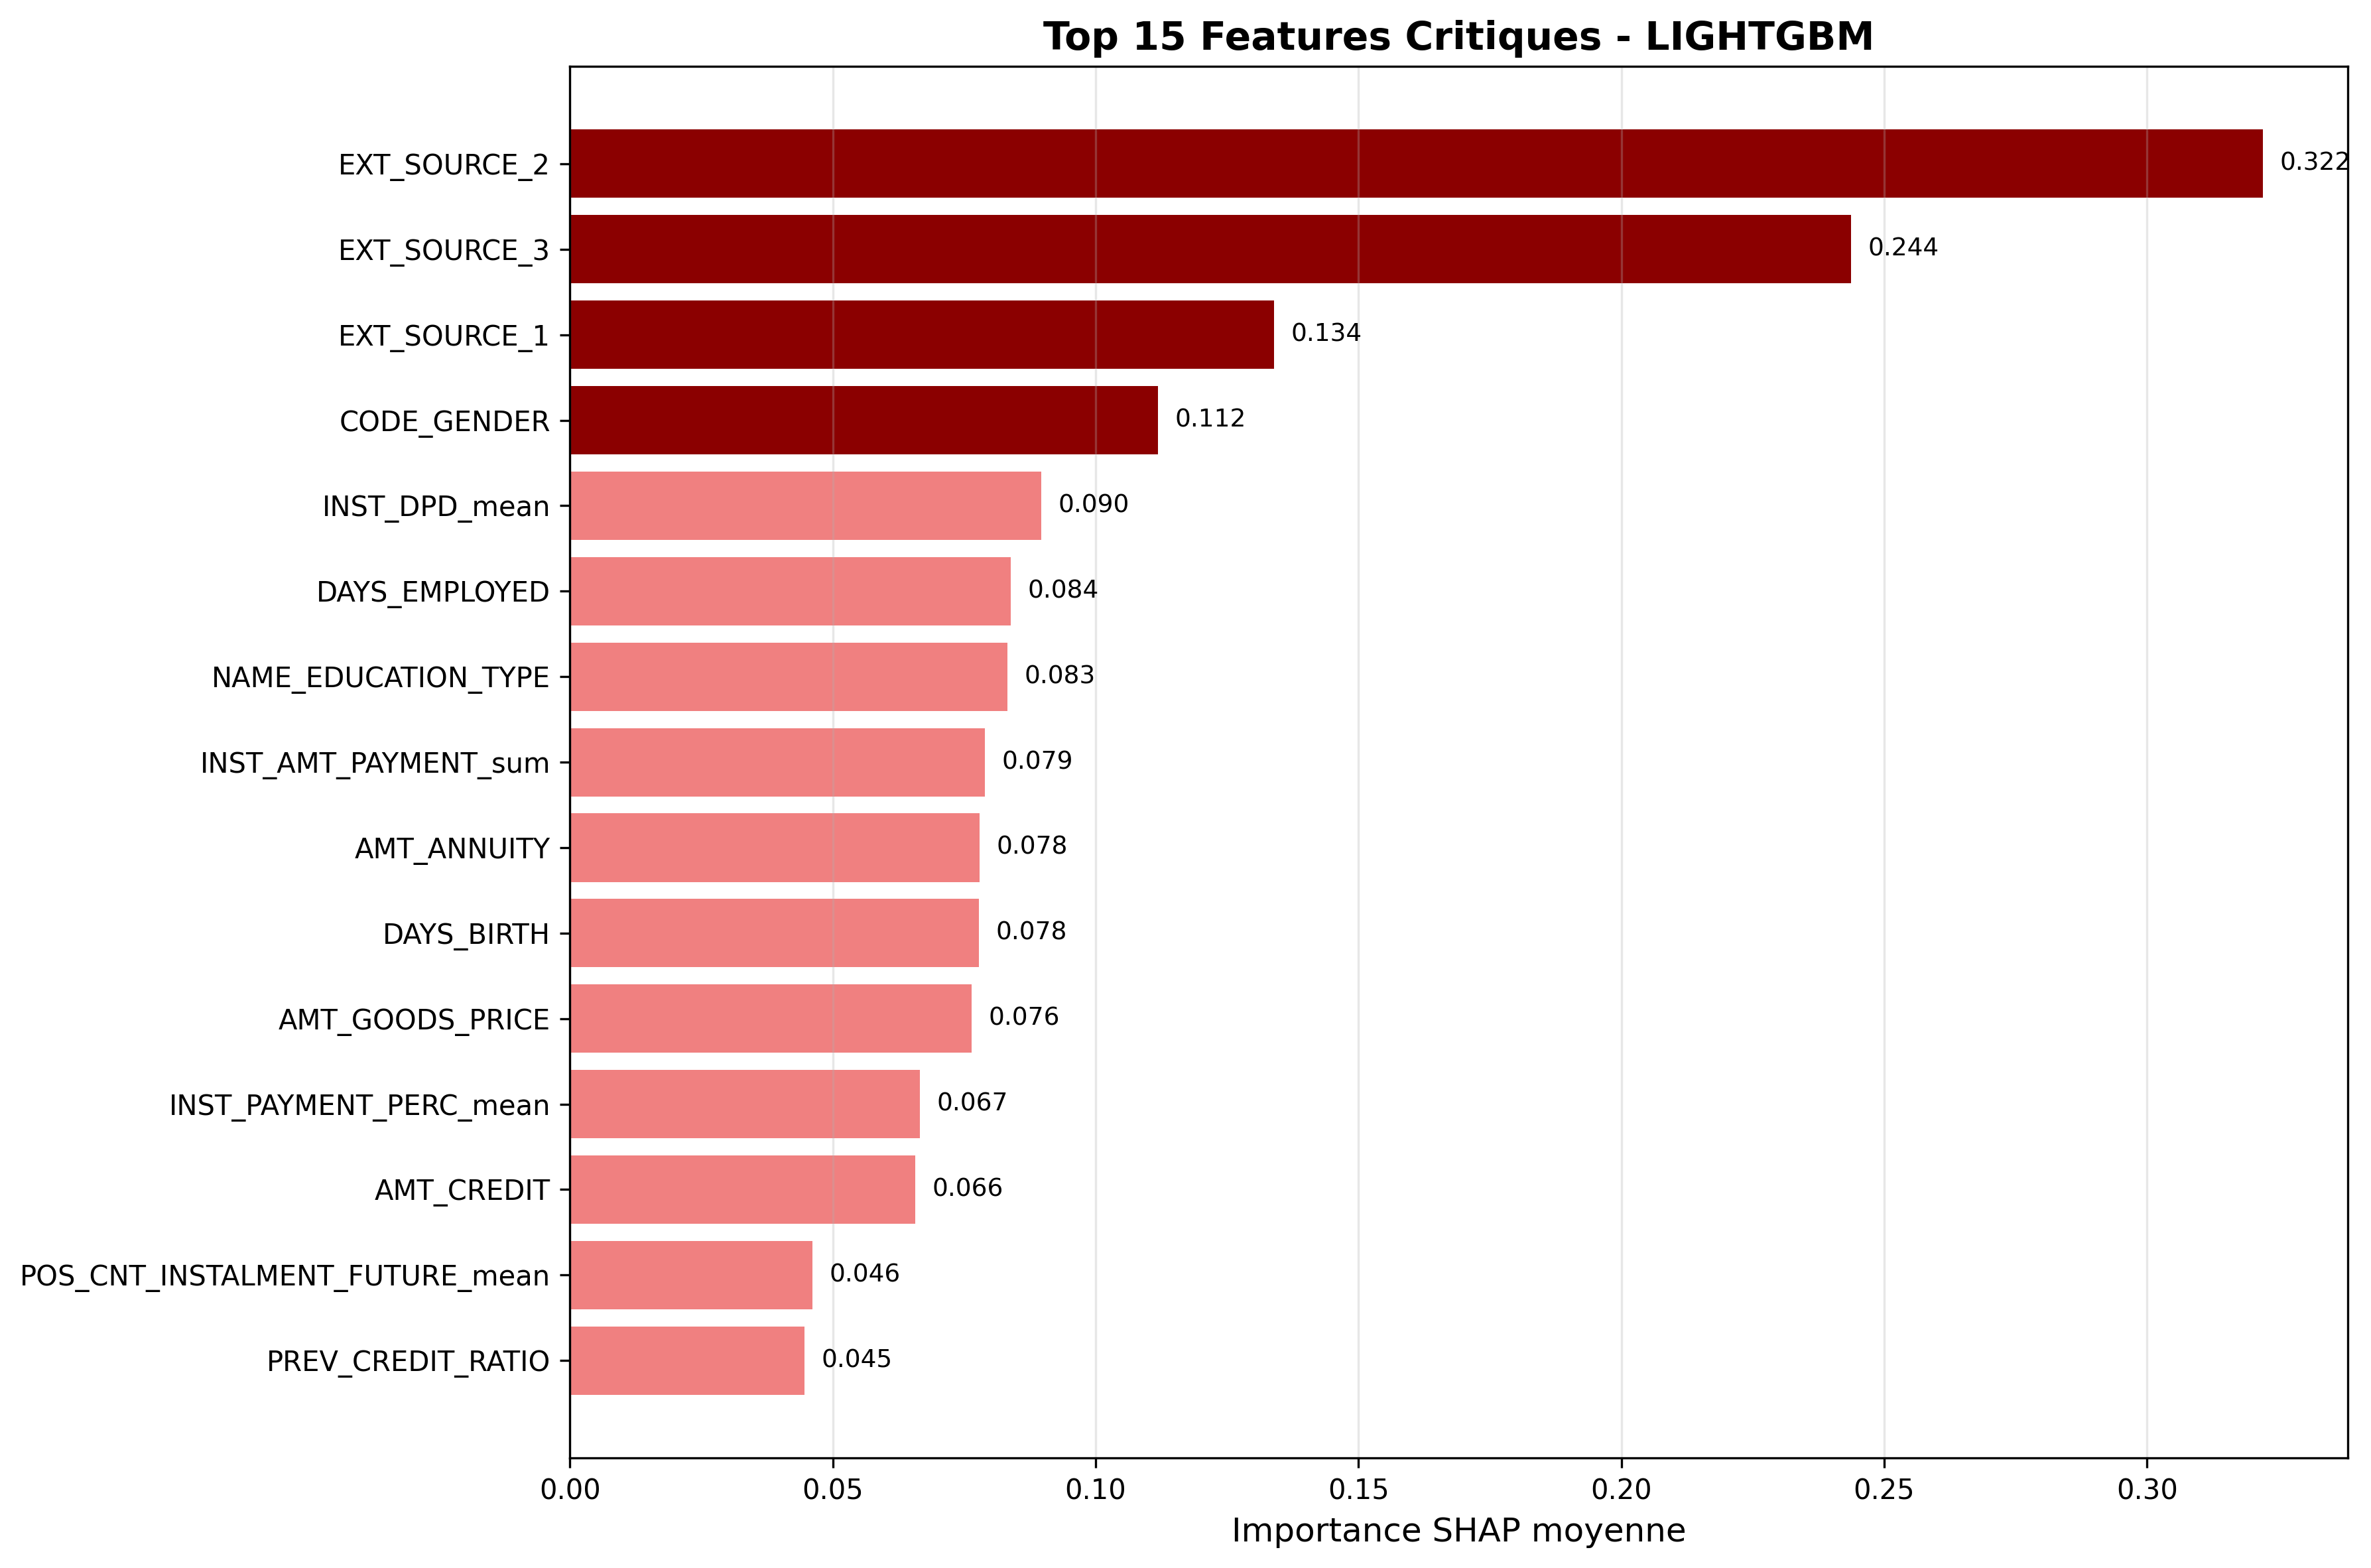 Top 15 Features Critiques - LIGHTGBM
EXT_SOURCE_2 0.322
EXT_SOURCE_3 0.244
EXT_SOURCE_1 0.134
CODE_GENDER 0.112
INST_DPD_mean 0.090
DAYS_EMPLOYED 0.084
NAME_EDUCATION_TYPE 0.083
INST_AMT_PAYMENT_sum 0.079
AMT_ANNUITY 0.078
DAYS_BIRTH 0.078
AMT_GOODS_PRICE 0.076
INST_PAYMENT_PERC_mean 0.067
AMT_CREDIT 0.066
POS_CNT_INSTALMENT_FUTURE_mean 0.046
PREV_CREDIT_RATIO 0.045
0.00 0.05 0.10 0.15 0.20 0.25 0.30
Importance SHAP moyenne